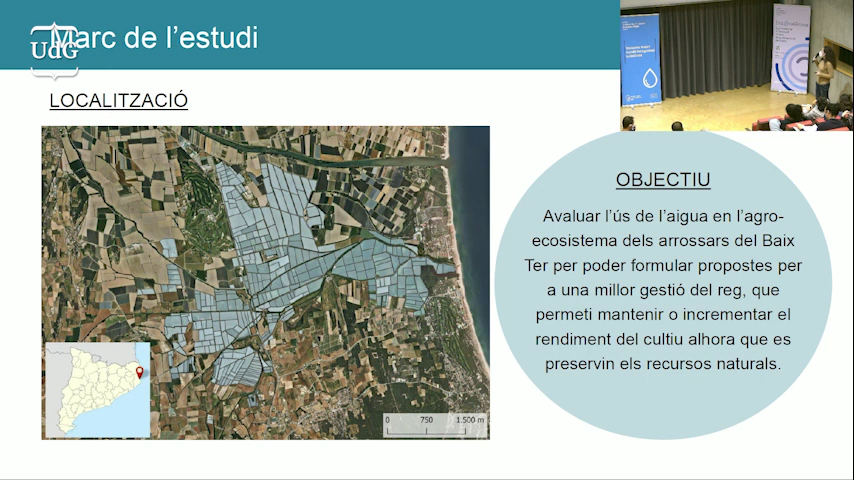 Marc de l'estudi
UdG
LOCALITZACIÓ
0 750 1.500 m
OBJECTIU
Avaluar l'ús de l'aigua en l'agro-
ecosistema dels arrossars del Baix
Ter per poder formular propostes per
a una millor gestió del reg, que
permeti mantenir o incrementar el
rendiment del cultiu alhora que es
preservin els recursos naturals.